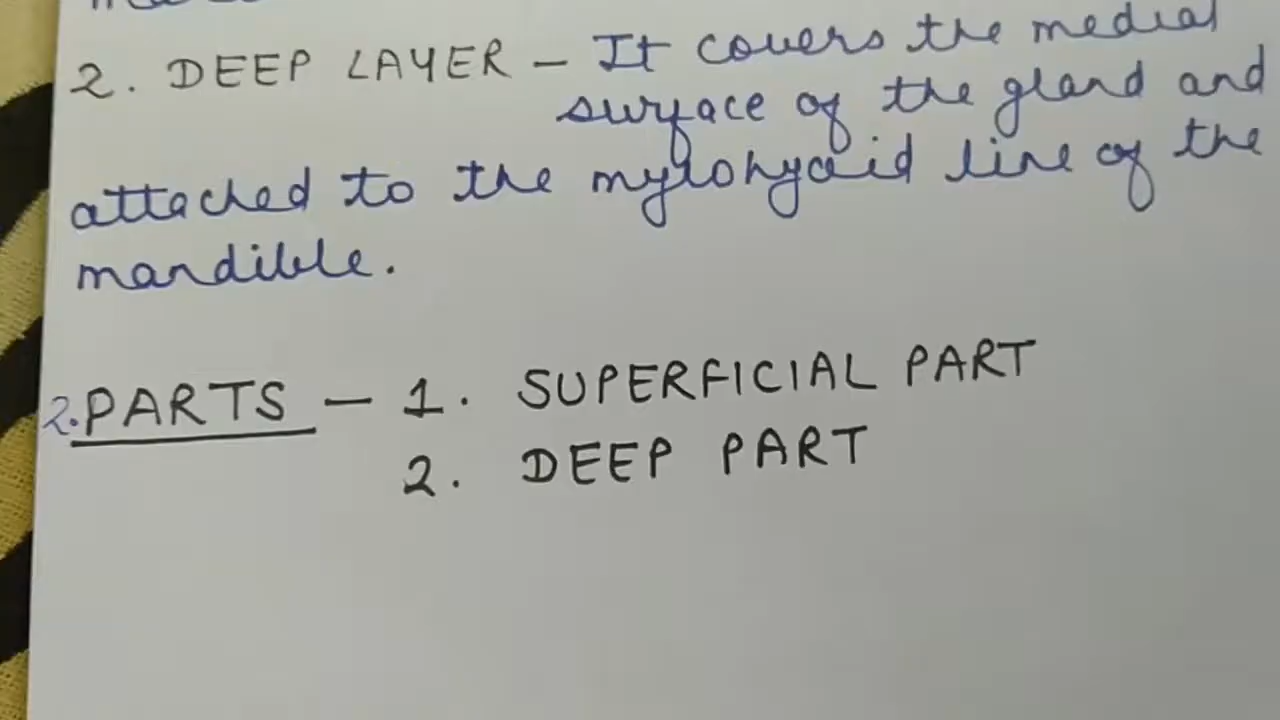 2. DEEP LAYER – It covers the medial
surface of the gland and
attached to the mylohyoid line of the
mandible.
2. PARTS – 1. SUPERFICIAL PART
2. DEEP PART